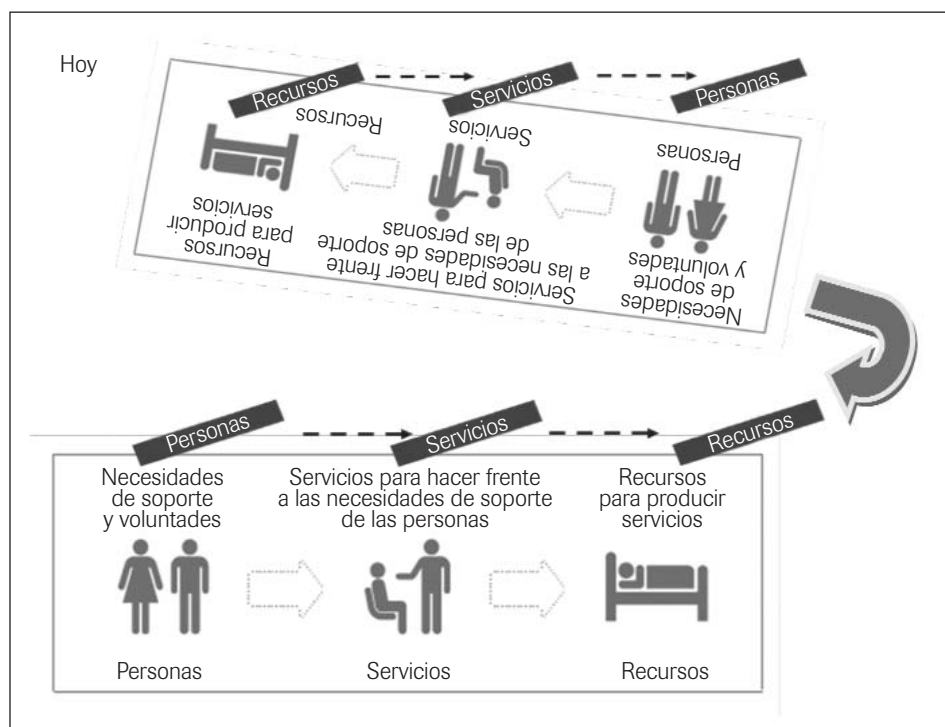 Hoy
Recursos
Servicios
Personas
Recursos
Servicios
Personas
Recursos
para producir
servicios
Servicios para hacer frente
a las necesidades de soporte
de las personas
Necesidades
de soporte
y voluntades
Personas
Servicios
Recursos
Necesidades
de soporte
y voluntades
Servicios para hacer frente
a las necesidades de soporte
de las personas
Recursos
para producir
servicios
Personas
Servicios
Recursos